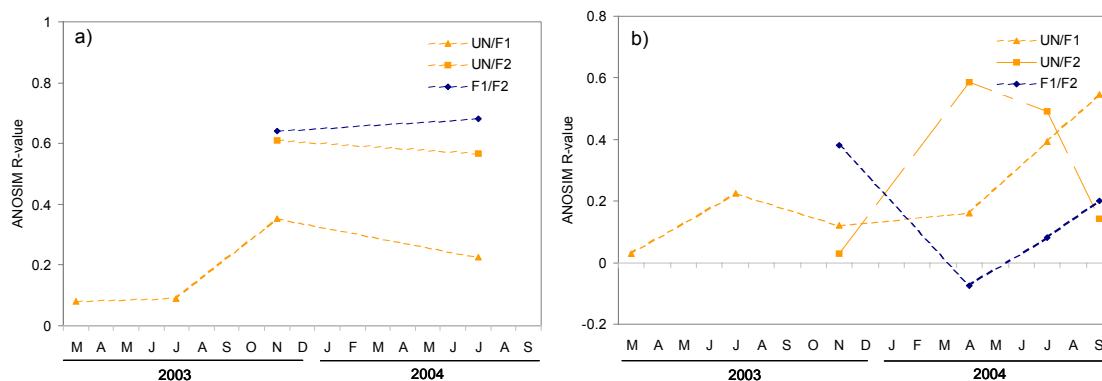 a)
UN/F1
UN/F2
F1/F2
ANOSIM R-value
1
0.8
0.6
0.4
0.2
0
M A M J J A S O N D J F M A M J J A S
2003 2004
b)
UN/F1
UN/F2
F1/F2
ANOSIM R-value
0.8
0.6
0.4
0.2
0
-0.2
M A M J J A S O N D J F M A M J J A S
2003 2004